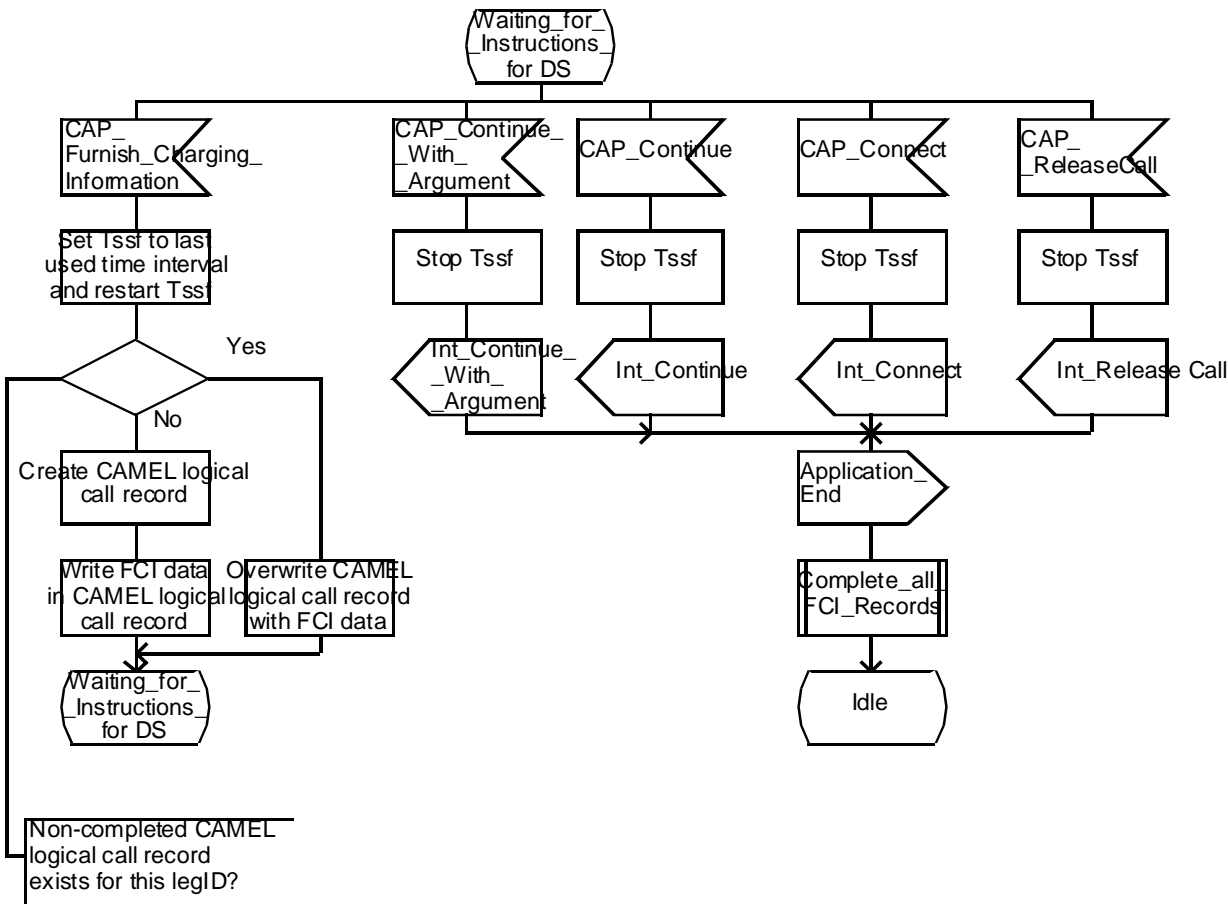 Waiting_for_
_Instructions_
for DS
CAP_
Furnish_Charging_
Information
CAP_Continue_
_With_
_Argument
CAP_Continue
CAP_Connect
CAP_
_ReleaseCall
Set Tssf to last
used time interval
and restart Tssf
Stop Tssf
Stop Tssf
Stop Tssf
Stop Tssf
Yes
No
Int_Continue_
_With_
_Argument
Int_Continue
Int_Connect
Int_Release Call
Create CAMEL logical
call record
Application_
End
Write FCI data
in CAMEL logical
call record
Overwrite CAMEL
logical call record
with FCI data
Complete_all_
FCI_Records
Waiting_for_
_Instructions_
for DS
Idle
Non-completed CAMEL
logical call record
exists for this legID?